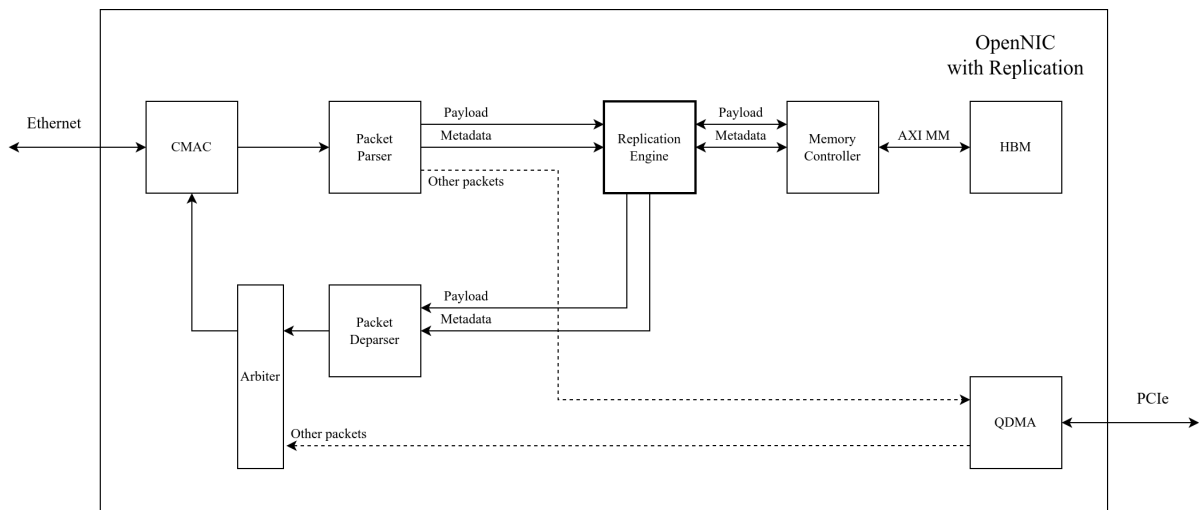 OpenNIC
with Replication
Ethernet
CMAC
Packet
Parser
Payload
Metadata
Other packets
Replication
Engine
Payload
Metadata
Memory
Controller
AXI MM
HBM
Payload
Metadata
Packet
Deparser
Arbiter
Other packets
QDMA
PCIe